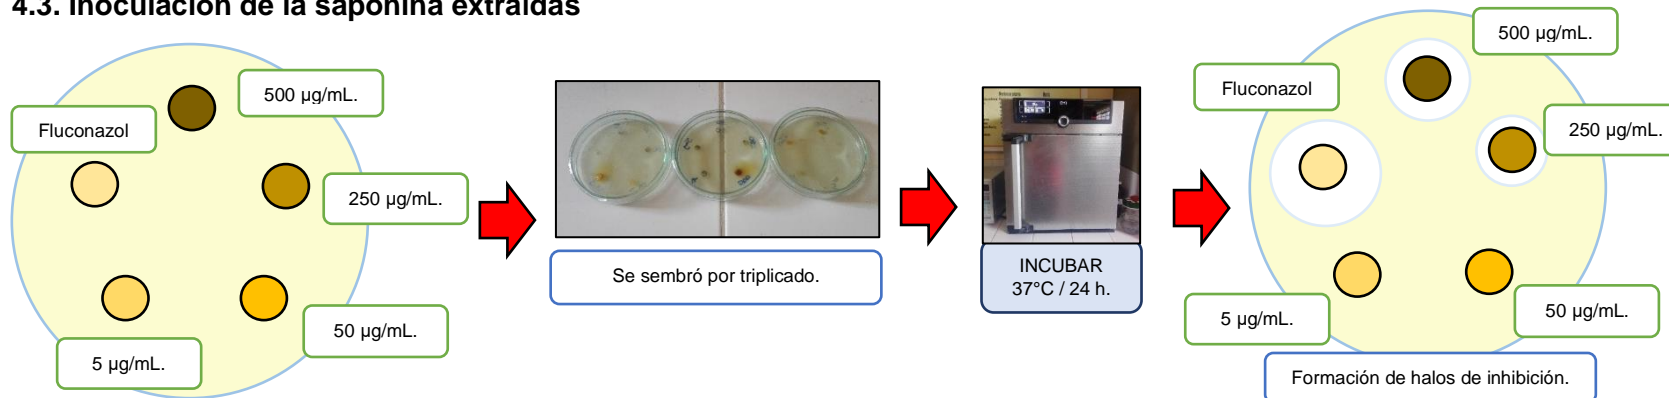 4.3. Inoculación de la saponina extraídas
500 µg/mL.
Fluconazol
250 µg/mL.
50 µg/mL.
5 µg/mL.
Se sembró por triplicado.
INCUBAR
37°C / 24 h.
500 µg/mL.
Fluconazol
250 µg/mL.
5 µg/mL.
50 µg/mL.
Formación de halos de inhibición.